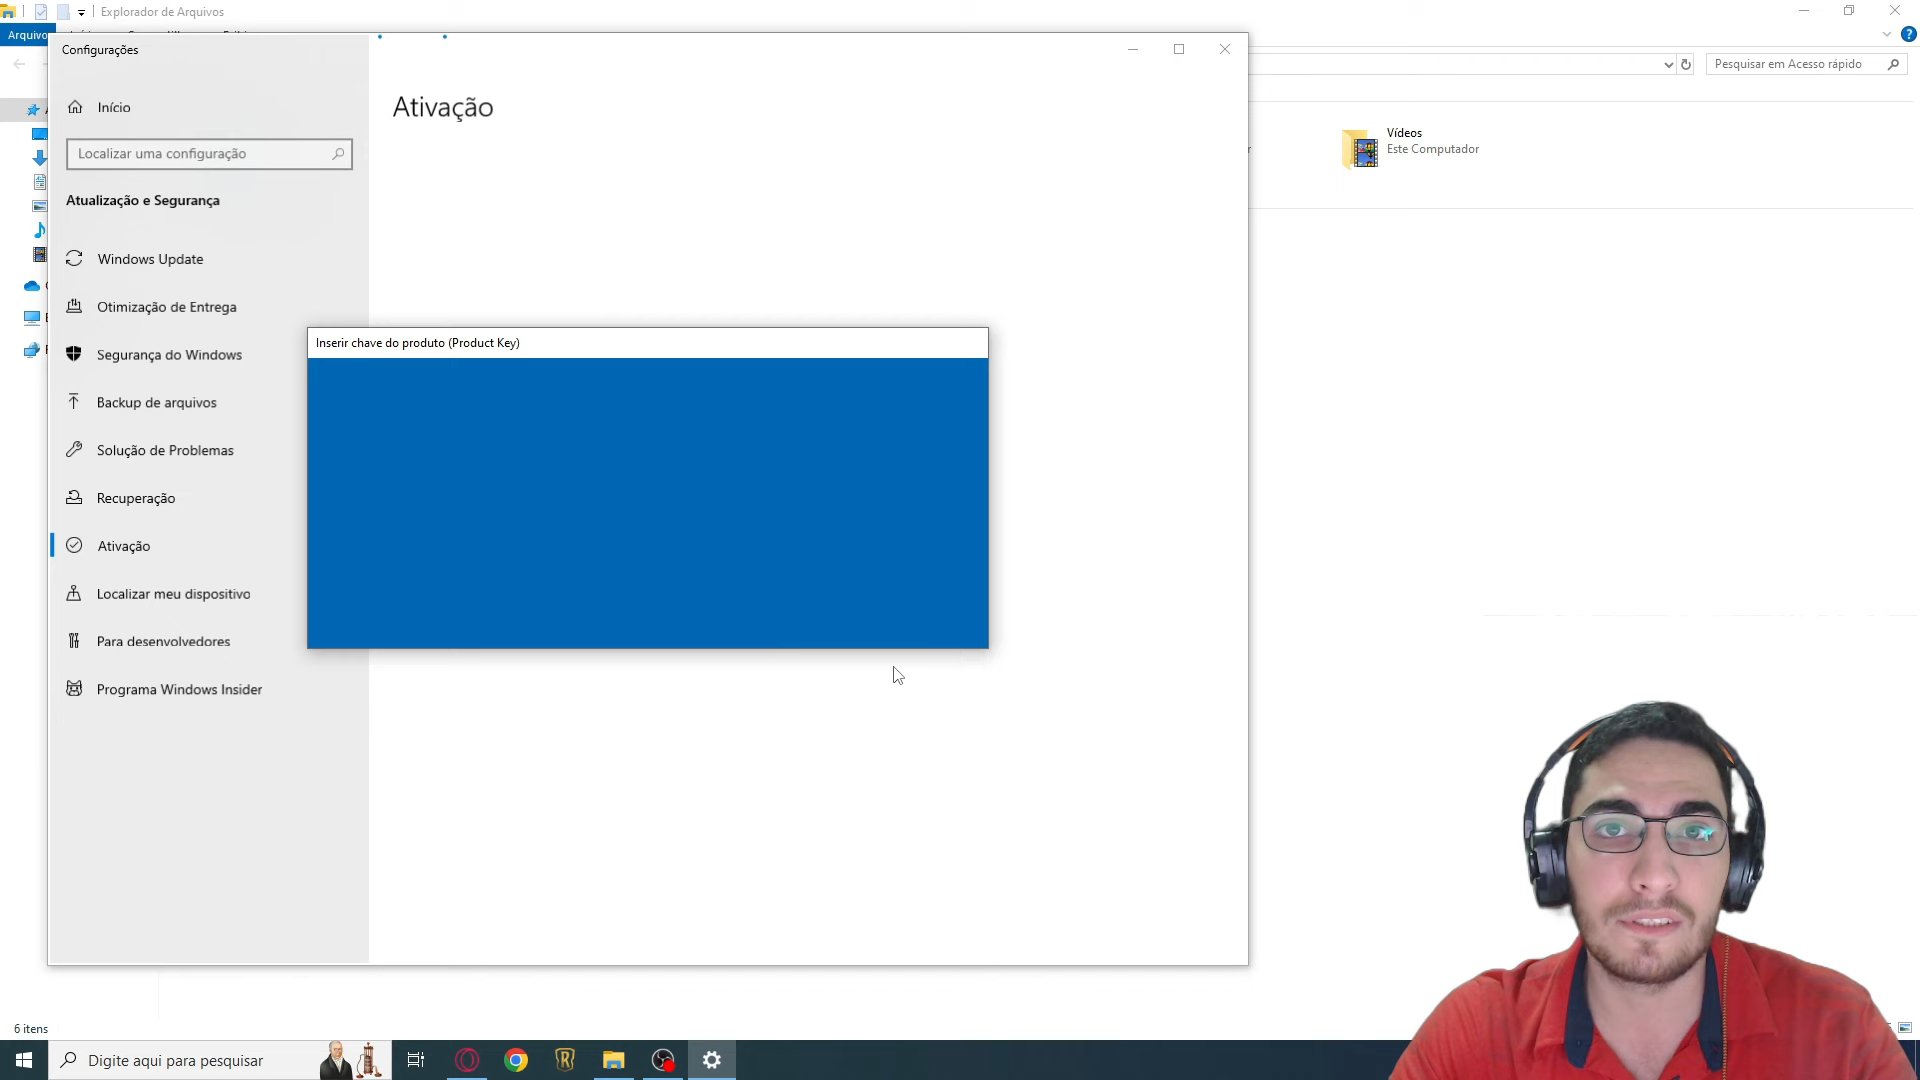 Explorador de Arquivos
Arquivo
Pesquisar em Acesso rápido
Configurações
Início
Localizar uma configuração
Atualização e Segurança
Windows Update
Otimização de Entrega
Segurança do Windows
Backup de arquivos
Solução de Problemas
Recuperação
Ativação
Localizar meu dispositivo
Para desenvolvedores
Programa Windows Insider
Ativação
Inserir chave do produto (Product Key)
Vídeos
Este Computador
6 itens
Digite aqui para pesquisar